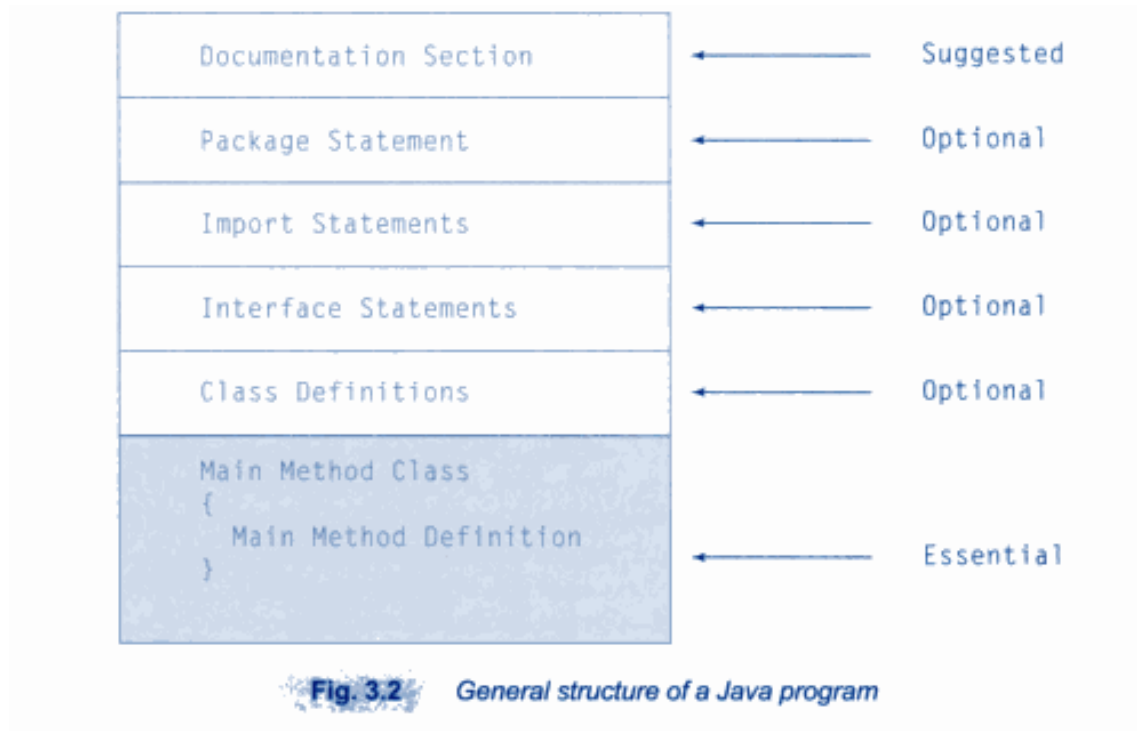 Documentation Section Suggested
Package Statement Optional
Import Statements Optional
Interface Statements Optional
Class Definitions Optional
Main Method Class
{
Main Method Definition
} Essential
Fig. 3.2 General structure of a Java program